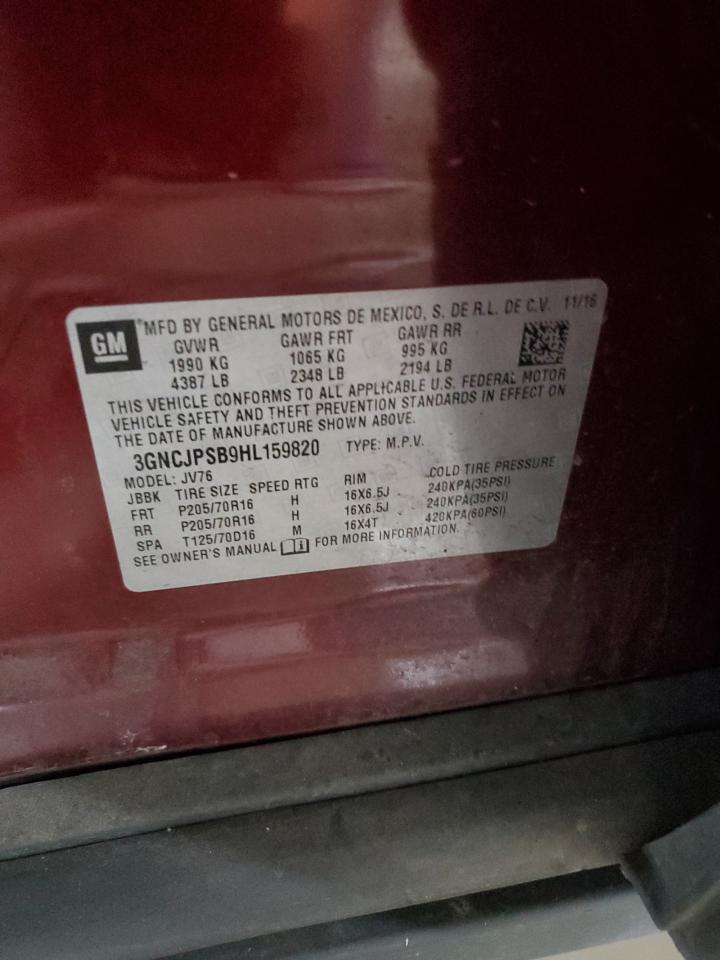 GM
MFD BY GENERAL MOTORS DE MEXICO, S. DE R.L. DE C.V. 11/16
GVWR GAWR FRT GAWR RR
1990 KG 1065 KG 995 KG
4387 LB 2348 LB 2194 LB
THIS VEHICLE CONFORMS TO ALL APPLICABLE U.S. FEDERAL MOTOR
VEHICLE SAFETY AND THEFT PREVENTION STANDARDS IN EFFECT ON
THE DATE OF MANUFACTURE SHOWN ABOVE.
3GNCJPSB9HL159820 TYPE: M.P.V.
MODEL: JV76
JBBK TIRE SIZE SPEED RTG RIM COLD TIRE PRESSURE
FRT P205/70R16 H 16X6.5J 240KPA(35PSI)
RR P205/70R16 H 16X6.5J 240KPA(35PSI)
SPA T125/70D16 M 16X4T 420KPA(60PSI)
SEE OWNER'S MANUAL FOR MORE INFORMATION.